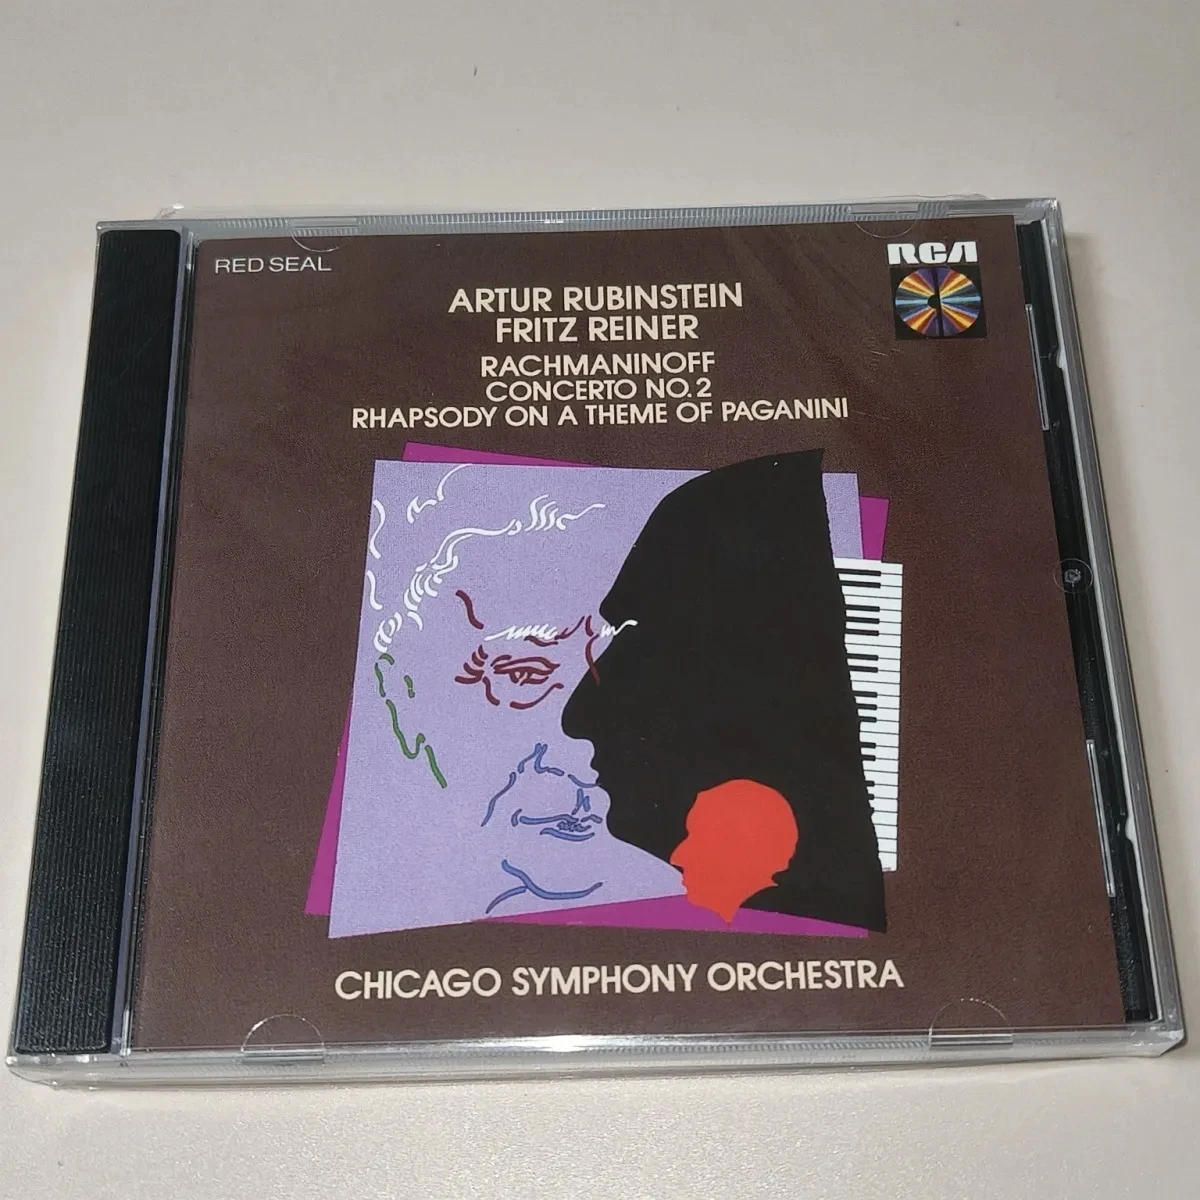 RED SEAL
RCA
ARTUR RUBINSTEIN
FRITZ REINER
RACHMANINOFF
CONCERTO NO.2
RHAPSODY ON A THEME OF PAGANINI
CHICAGO SYMPHONY ORCHESTRA